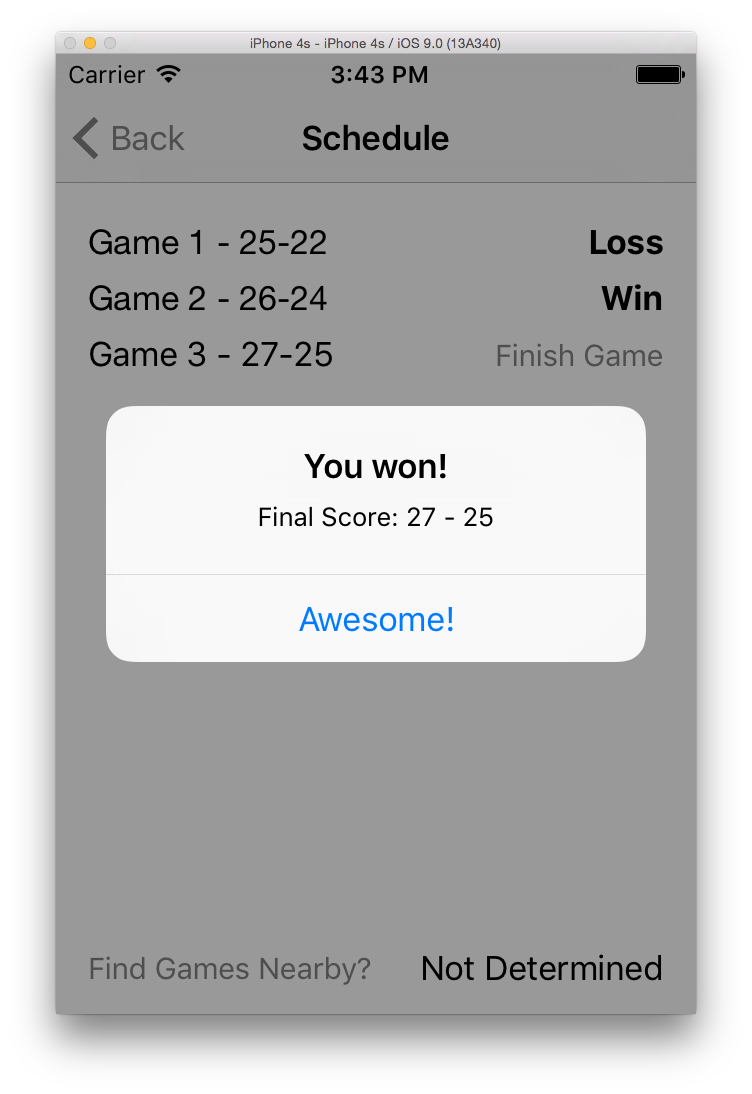 iPhone 4s - iPhone 4s / iOS 9.0 (13A340)
Carrier 3:43 PM
Back Schedule
Game 1 - 25-22 Loss
Game 2 - 26-24 Win
Game 3 - 27-25 Finish Game
You won!
Final Score: 27 - 25
Awesome!
Find Games Nearby? Not Determined